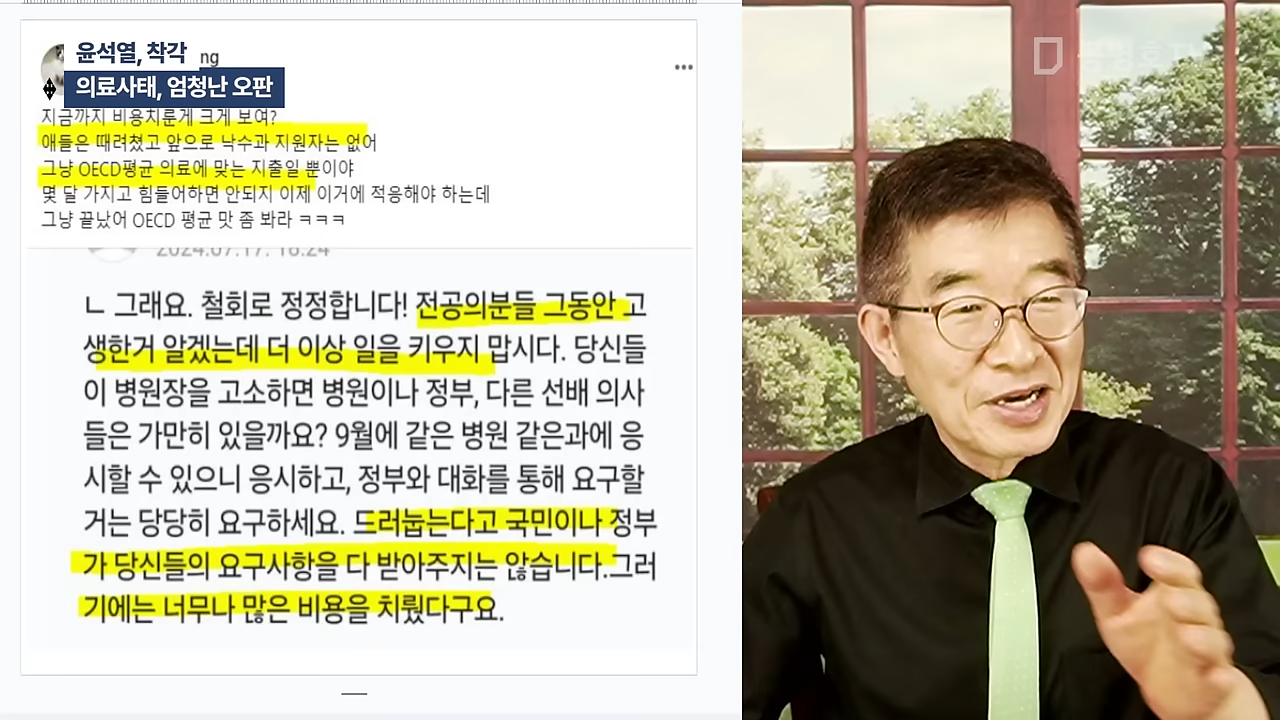 윤석열, 착각
ng
의료사태, 엄청난 오판
지금까지 비용치룬게 크게 보여?
애들은 때려쳤고 앞으로 낙수과 지원자는 없어
그냥 OECD평균 의료에 맞는 지출일 뿐이야
몇 달 가지고 힘들어하면 안되지 이제 이거에 적응해야 하는데
그냥 끝났어 OECD 평균 맛 좀 봐라 ㅋㅋㅋ
2024.07.17. 16:24
ㄴ 그래요. 철회로 정정합니다! 전공의분들 그동안 고
생한거 알겠는데 더 이상 일을 키우지 맙시다. 당신들
이 병원장을 고소하면 병원이나 정부, 다른 선배 의사
들은 가만히 있을까요? 9월에 같은 병원 같은과에 응
시할 수 있으니 응시하고, 정부와 대화를 통해 요구할
거는 당당히 요구하세요. 드러눕는다고 국민이나 정부
가 당신들의 요구사항을 다 받아주지는 않습니다.그러
기에는 너무나 많은 비용을 치뤘다구요.